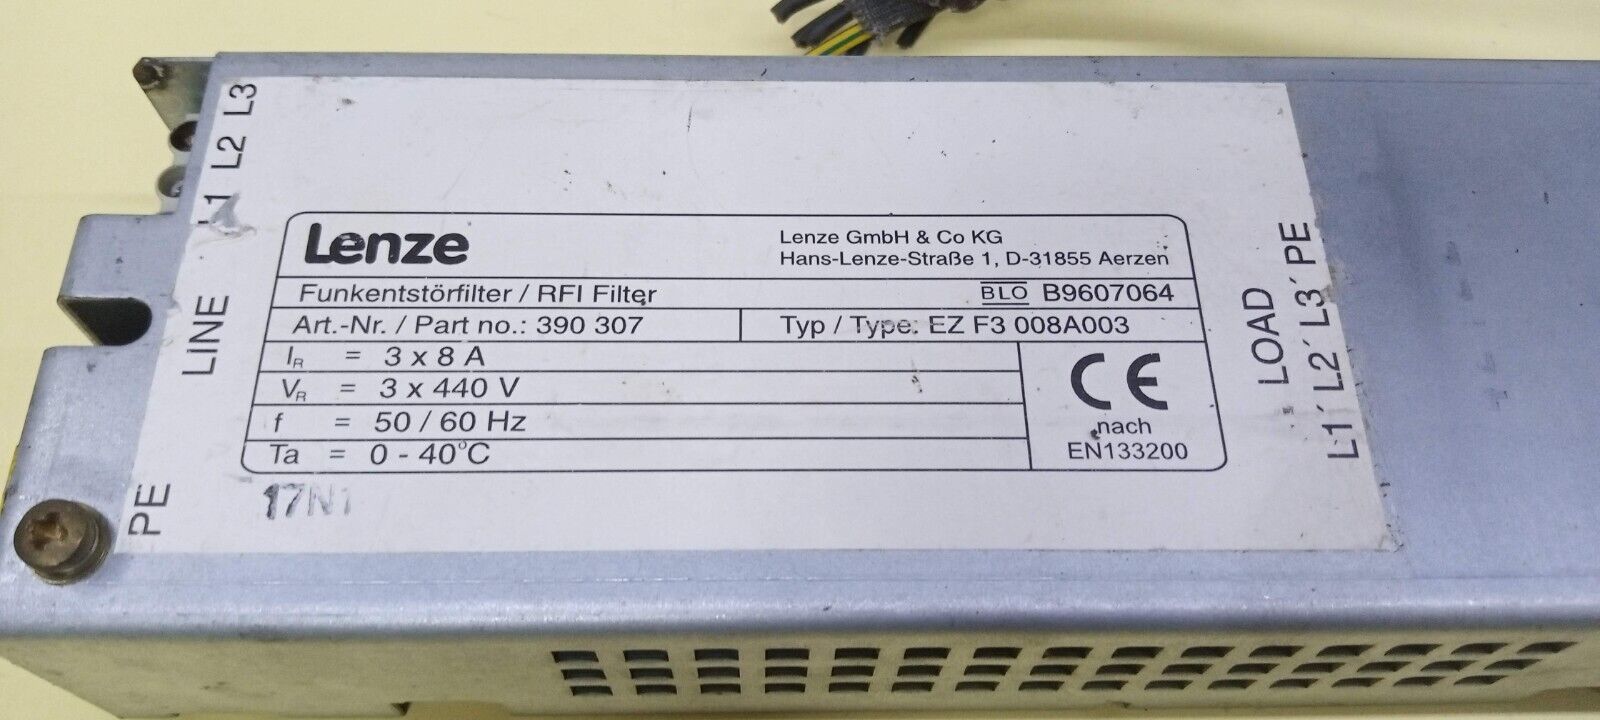 L1 L2 L3
LINE
PE
Lenze
Lenze GmbH & Co KG
Hans-Lenze-Straße 1, D-31855 Aerzen
Funkentstörfilter / RFI Filter
BLO B9607064
Art.-Nr. / Part no.: 390 307
Typ / Type: EZ F3 008A003
IR = 3 x 8 A
VR = 3 x 440 V
f = 50 / 60 Hz
Ta = 0 - 40°C
CE
nach
EN133200
17N1
LOAD
L1´ L2´ L3´ PE